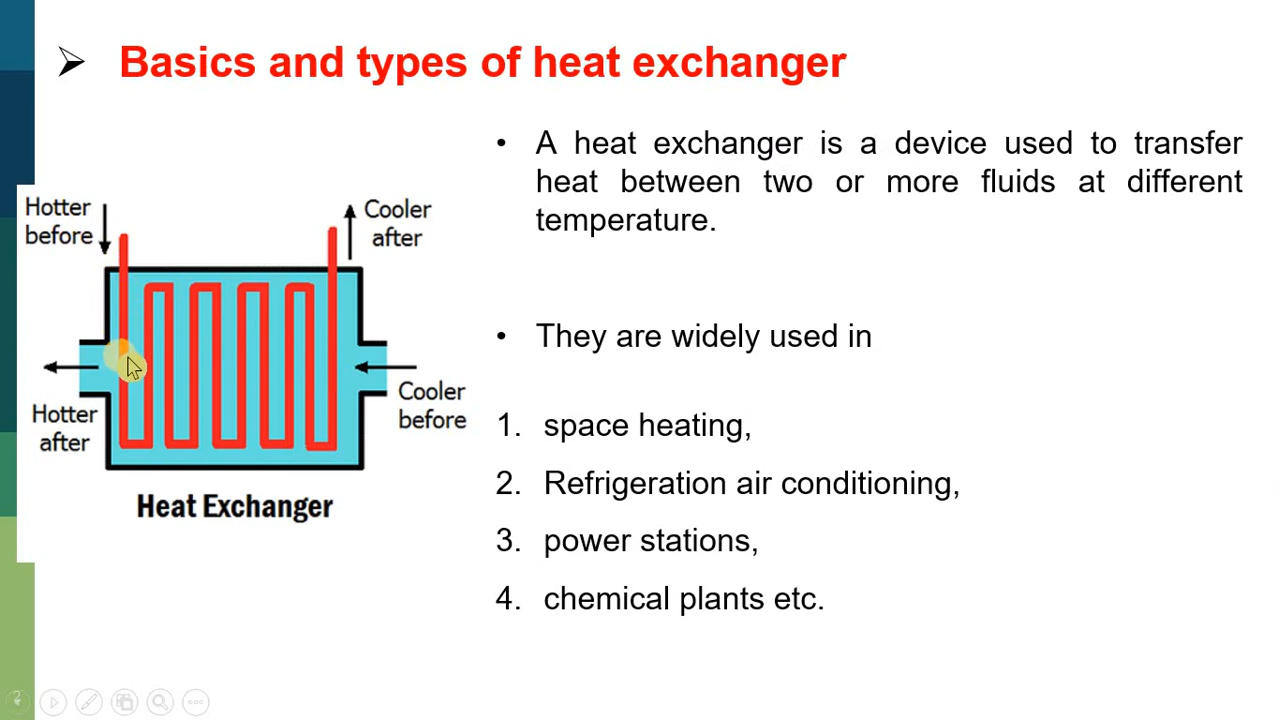 Basics and types of heat exchanger
• A heat exchanger is a device used to transfer
heat between two or more fluids at different
temperature.
Hotter
before
Cooler
after
• They are widely used in
Hotter
after
Cooler
before
Heat Exchanger
1. space heating,
2. Refrigeration air conditioning,
3. power stations,
4. chemical plants etc.
2